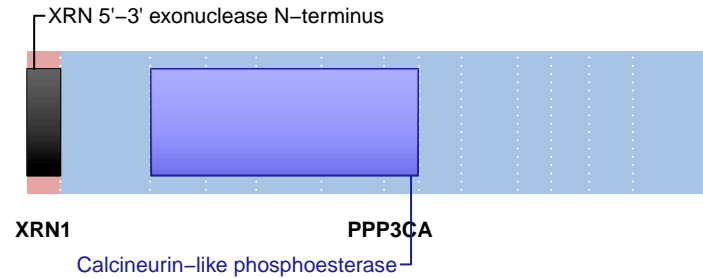 XRN 5'−3' exonuclease N−terminus
XRN1
PPP3CA
Calcineurin−like phosphoesterase